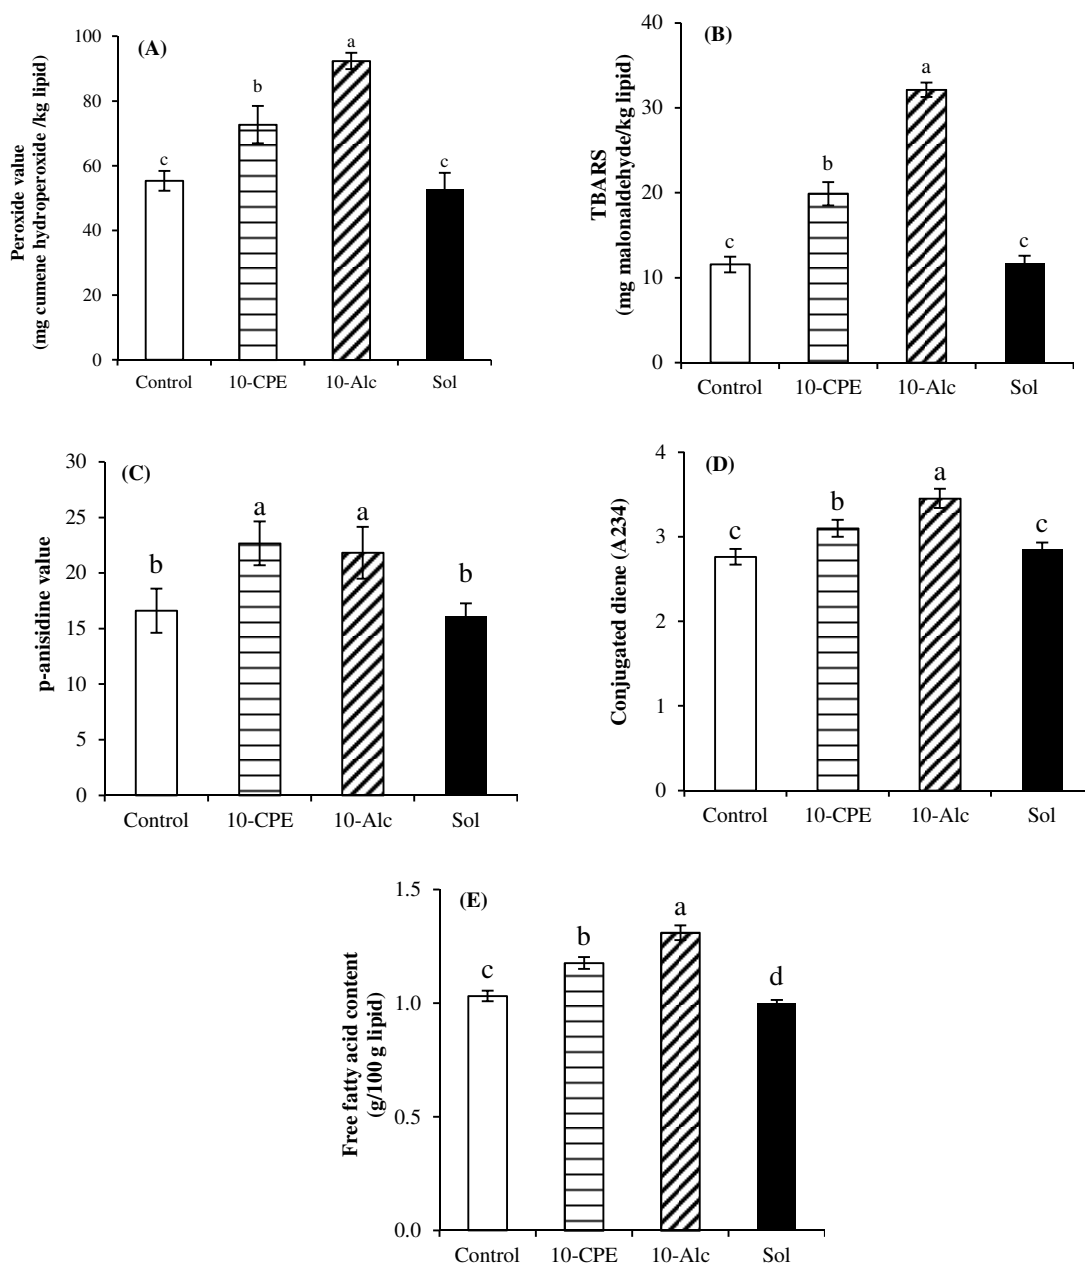 (A)
Peroxide value
(mg cumene hydroperoxide /kg lipid)
100
80
60
40
20
0
c
b
a
c
Control 10-CPE 10-Alc Sol
(B)
TBARS
(mg malonaldehyde/kg lipid)
40
30
20
10
0
c
b
a
c
Control 10-CPE 10-Alc Sol
(C)
p-anisidine value
30
25
20
15
10
5
0
b
a
a
b
Control 10-CPE 10-Alc Sol
(D)
Conjugated diene (A234)
4
3
2
1
0
c
b
a
c
Control 10-CPE 10-Alc Sol
(E)
Free fatty acid content
(g/100 g lipid)
1.5
1.0
0.5
0.0
c
b
a
d
Control 10-CPE 10-Alc Sol